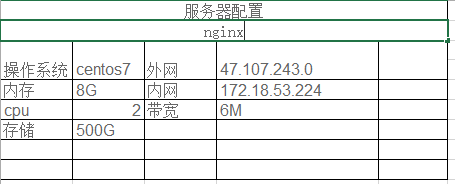 服务器配置
nginx
操作系统 centos7 外网 47.107.243.0
内存 8G 内网 172.18.53.224
cpu 2 带宽 6M
存储 500G